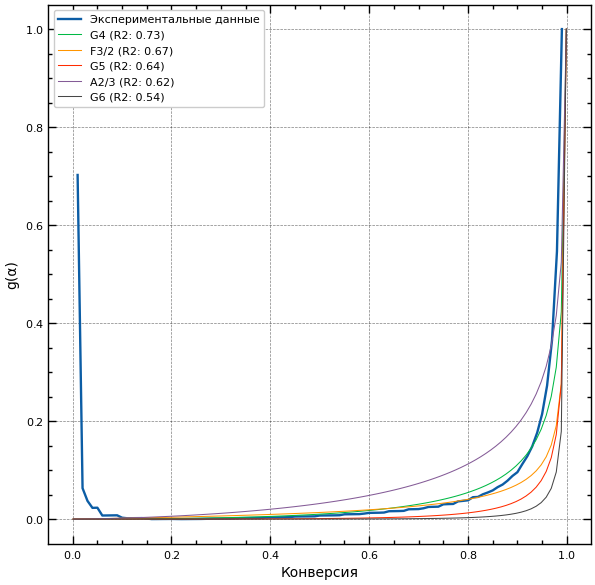 Экспериментальные данные
G4 (R2: 0.73)
F3/2 (R2: 0.67)
G5 (R2: 0.64)
A2/3 (R2: 0.62)
G6 (R2: 0.54)
1.0
0.8
0.6
0.4
0.2
0.0
g(α)
0.0 0.2 0.4 0.6 0.8 1.0
Конверсия